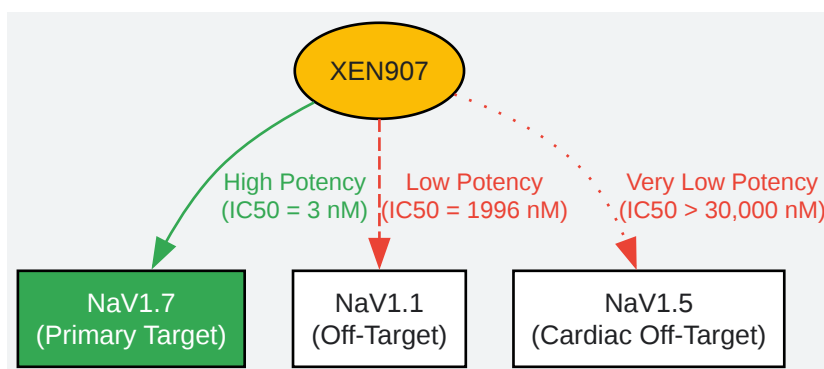 XEN907
High Potency
(IC50 = 3 nM)
Low Potency
(IC50 = 1996 nM)
Very Low Potency
(IC50 > 30,000 nM)
NaV1.7
(Primary Target)
NaV1.1
(Off-Target)
NaV1.5
(Cardiac Off-Target)